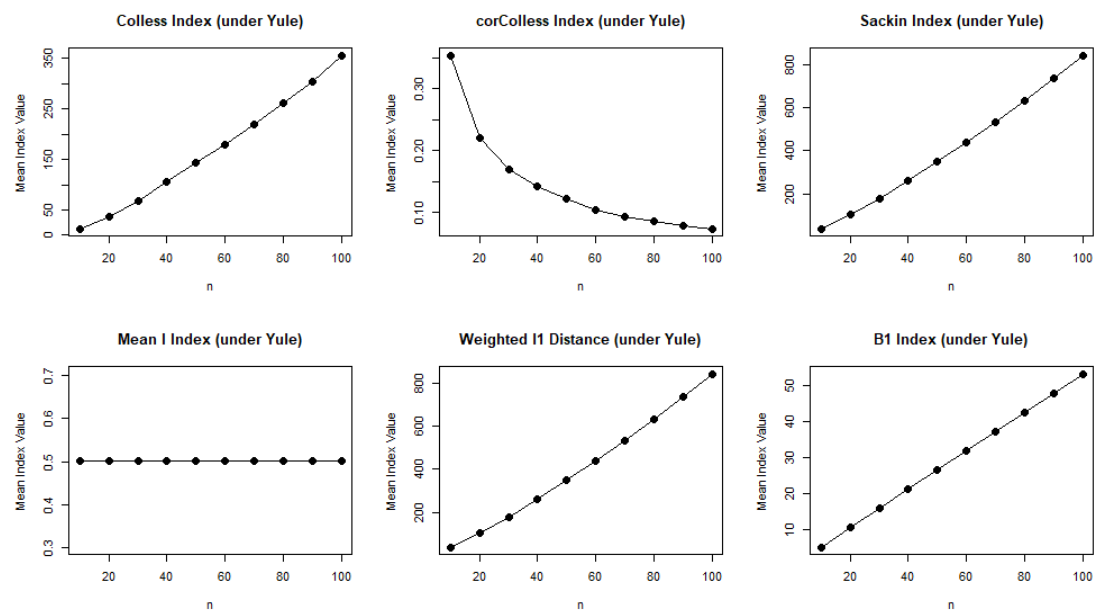 Colless Index (under Yule)
Mean Index Value
350
250
150
50
0
20 40 60 80 100
n
corColless Index (under Yule)
Mean Index Value
0.30
0.20
0.10
20 40 60 80 100
n
Sackin Index (under Yule)
Mean Index Value
800
600
400
200
20 40 60 80 100
n
Mean I Index (under Yule)
Mean Index Value
0.7
0.6
0.5
0.4
0.3
20 40 60 80 100
n
Weighted l1 Distance (under Yule)
Mean Index Value
800
600
400
200
20 40 60 80 100
n
B1 Index (under Yule)
Mean Index Value
50
40
30
20
10
20 40 60 80 100
n